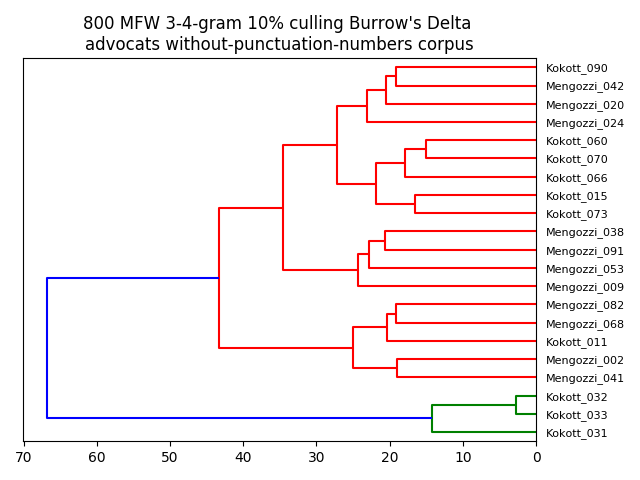 800 MFW 3-4-gram 10% culling Burrow's Delta
advocats without-punctuation-numbers corpus
Kokott_090
Mengozzi_042
Mengozzi_020
Mengozzi_024
Kokott_060
Kokott_070
Kokott_066
Kokott_015
Kokott_073
Mengozzi_038
Mengozzi_091
Mengozzi_053
Mengozzi_009
Mengozzi_082
Mengozzi_068
Kokott_011
Mengozzi_002
Mengozzi_041
Kokott_032
Kokott_033
Kokott_031
70 60 50 40 30 20 10 0